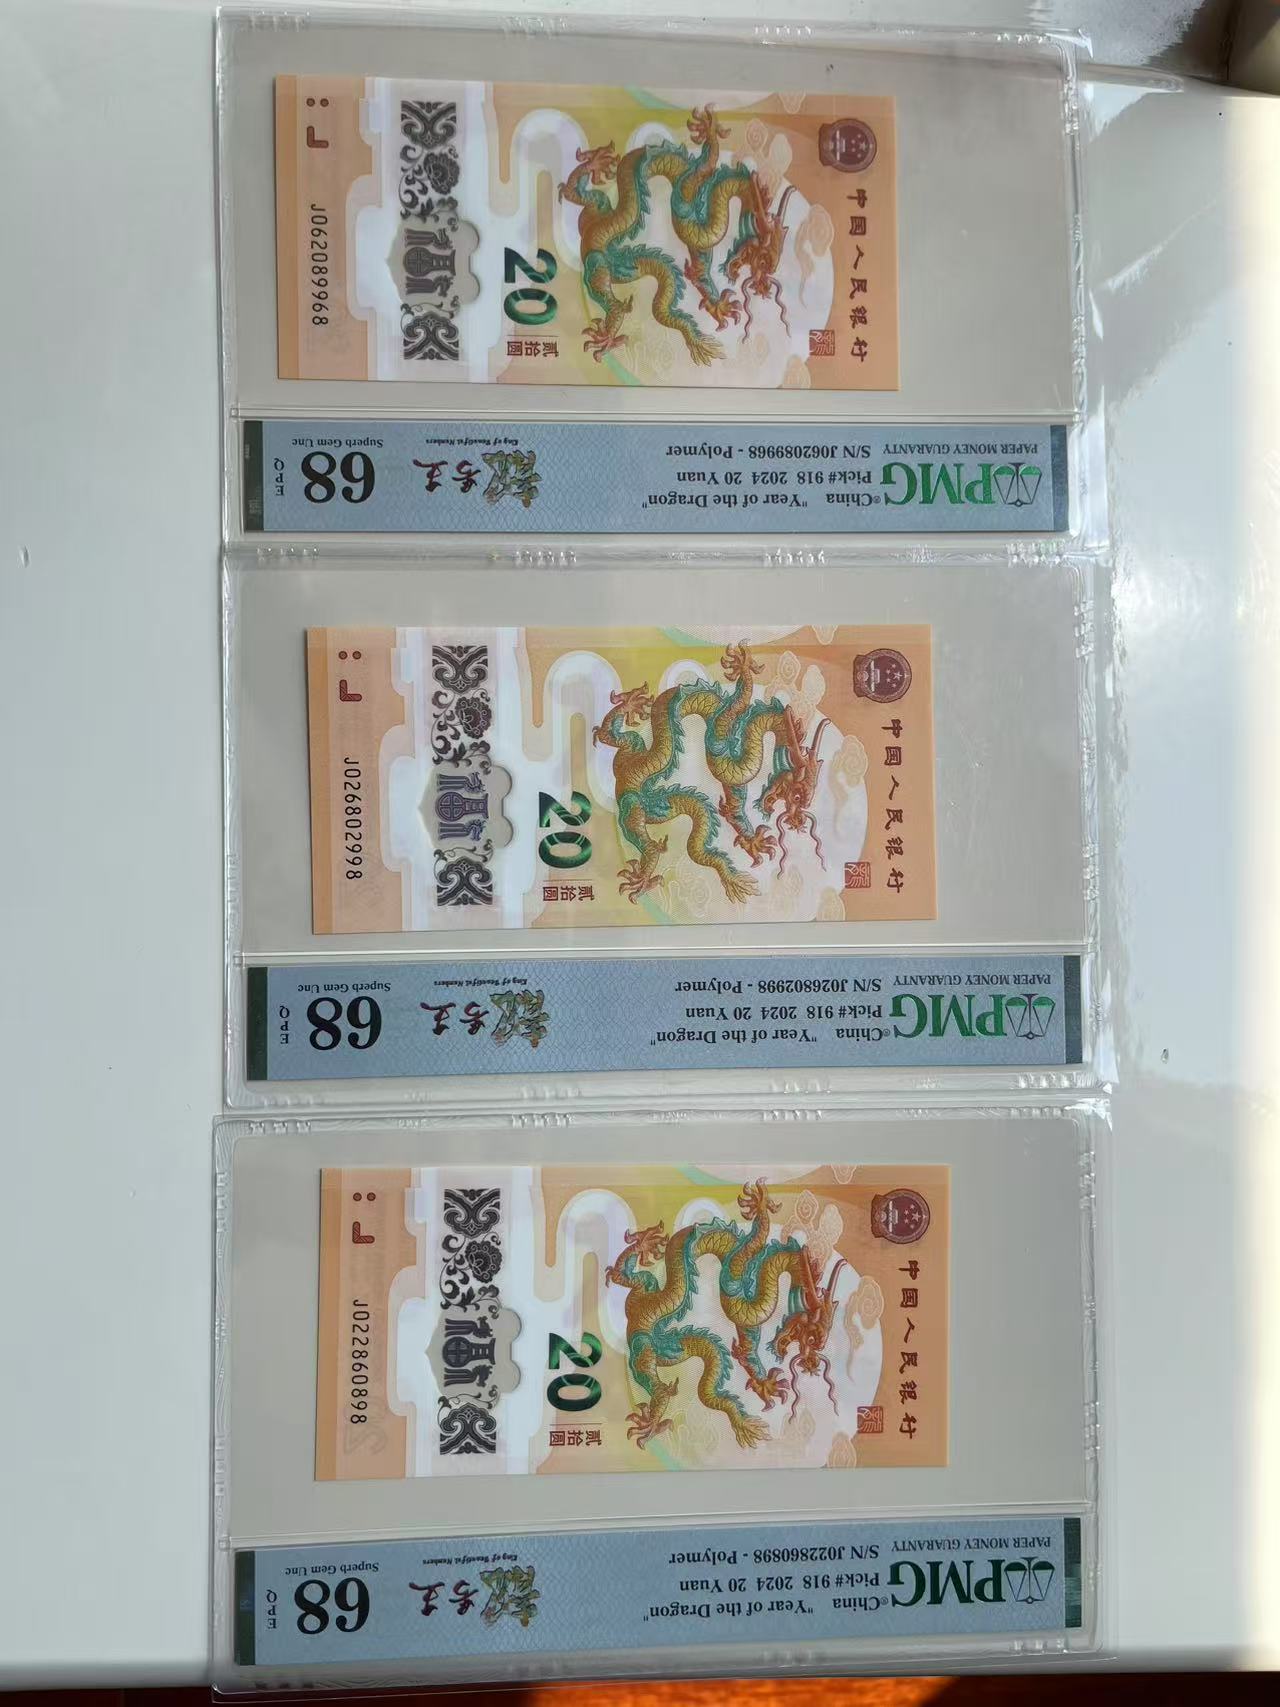 中国人民银行
20
贰拾圆
J062089968
PMG
PAPER MONEY GUARANTY
China "Year of the Dragon"
Pick# 918 2024 20 Yuan
S/N J062089968 - Polymer
King of Beautiful Numbers
68
Superb Gem Unc
QPE
中国人民银行
20
贰拾圆
J026802998
PMG
PAPER MONEY GUARANTY
China "Year of the Dragon"
Pick# 918 2024 20 Yuan
S/N J026802998 - Polymer
King of Beautiful Numbers
68
Superb Gem Unc
QPE
中国人民银行
20
贰拾圆
J022860898
PMG
PAPER MONEY GUARANTY
China "Year of the Dragon"
Pick# 918 2024 20 Yuan
S/N J022860898 - Polymer
King of Beautiful Numbers
68
Superb Gem Unc
QPE